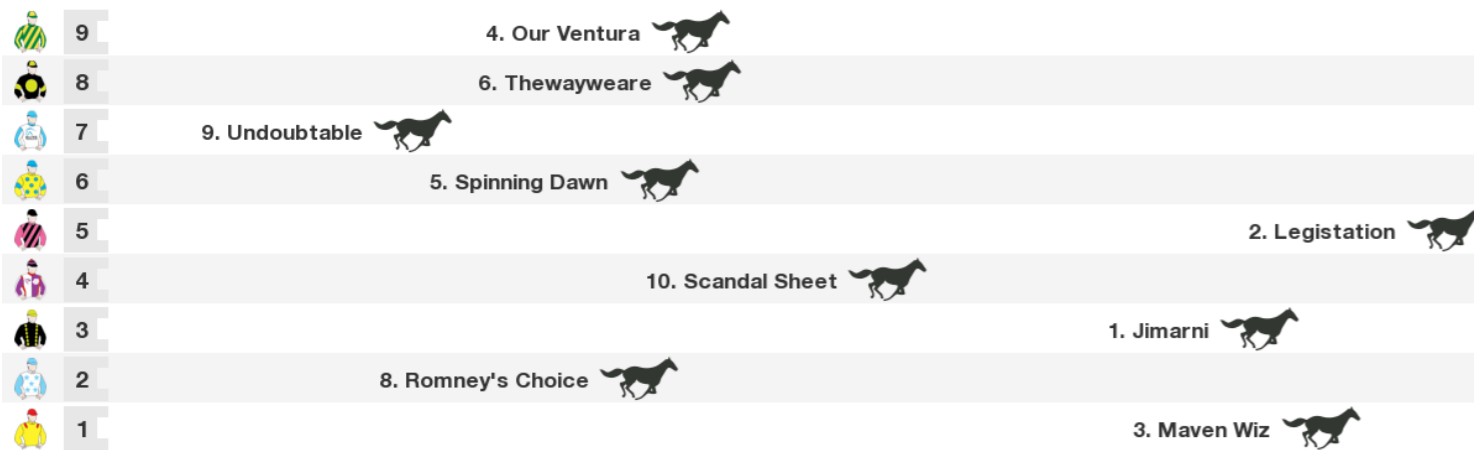 9 4. Our Ventura
8 6. Thewayweare
7 9. Undoubtable
6 5. Spinning Dawn
5 2. Legistation
4 10. Scandal Sheet
3 1. Jimarni
2 8. Romney's Choice
1 3. Maven Wiz